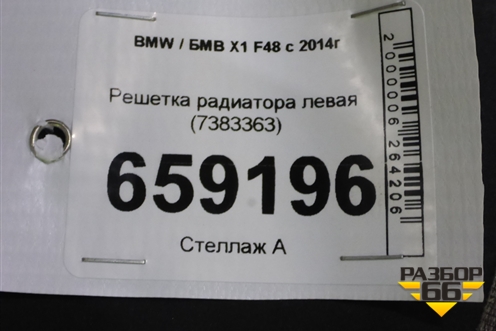 BMW / БМВ X1 F48 с 2014г
Решетка радиатора левая
(7383363)
659196
Стеллаж А
2000006264206
РАЗБОР
66